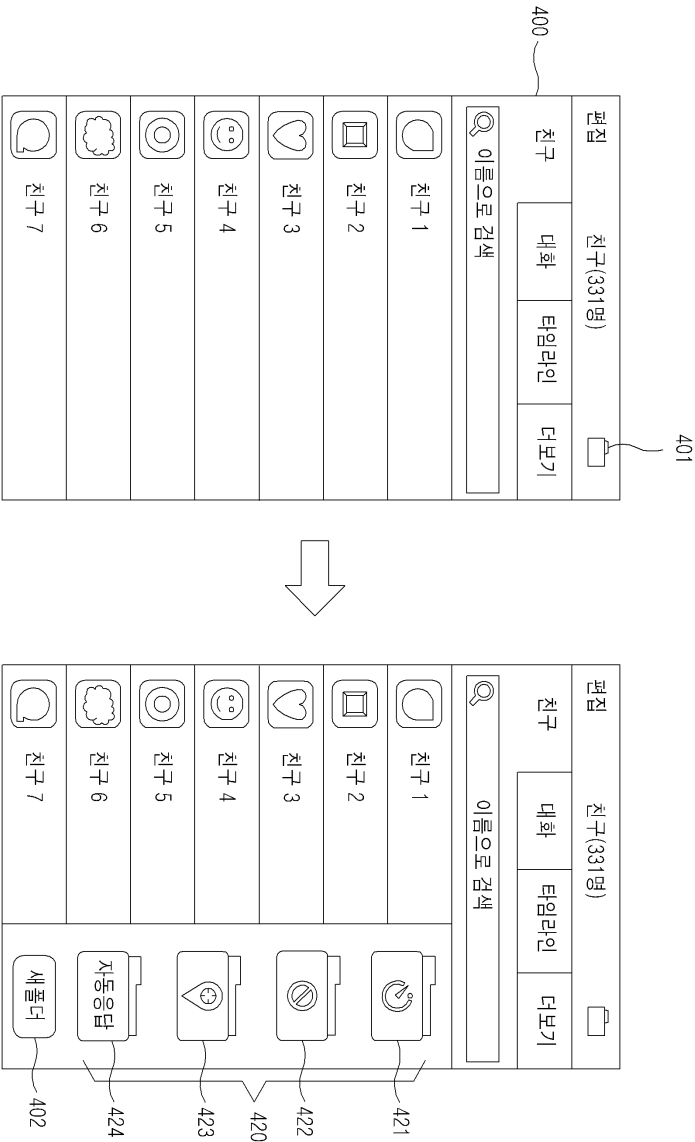 400
401
편집
친구(331명)
친구
대화
타임라인
더보기
이름으로 검색
친구 1
친구 2
친구 3
친구 4
친구 5
친구 6
친구 7
편집
친구(331명)
친구
대화
타임라인
더보기
이름으로 검색
친구 1
친구 2
친구 3
친구 4
친구 5
친구 6
친구 7
자동응답
새폴더
421
422
420
423
424
402